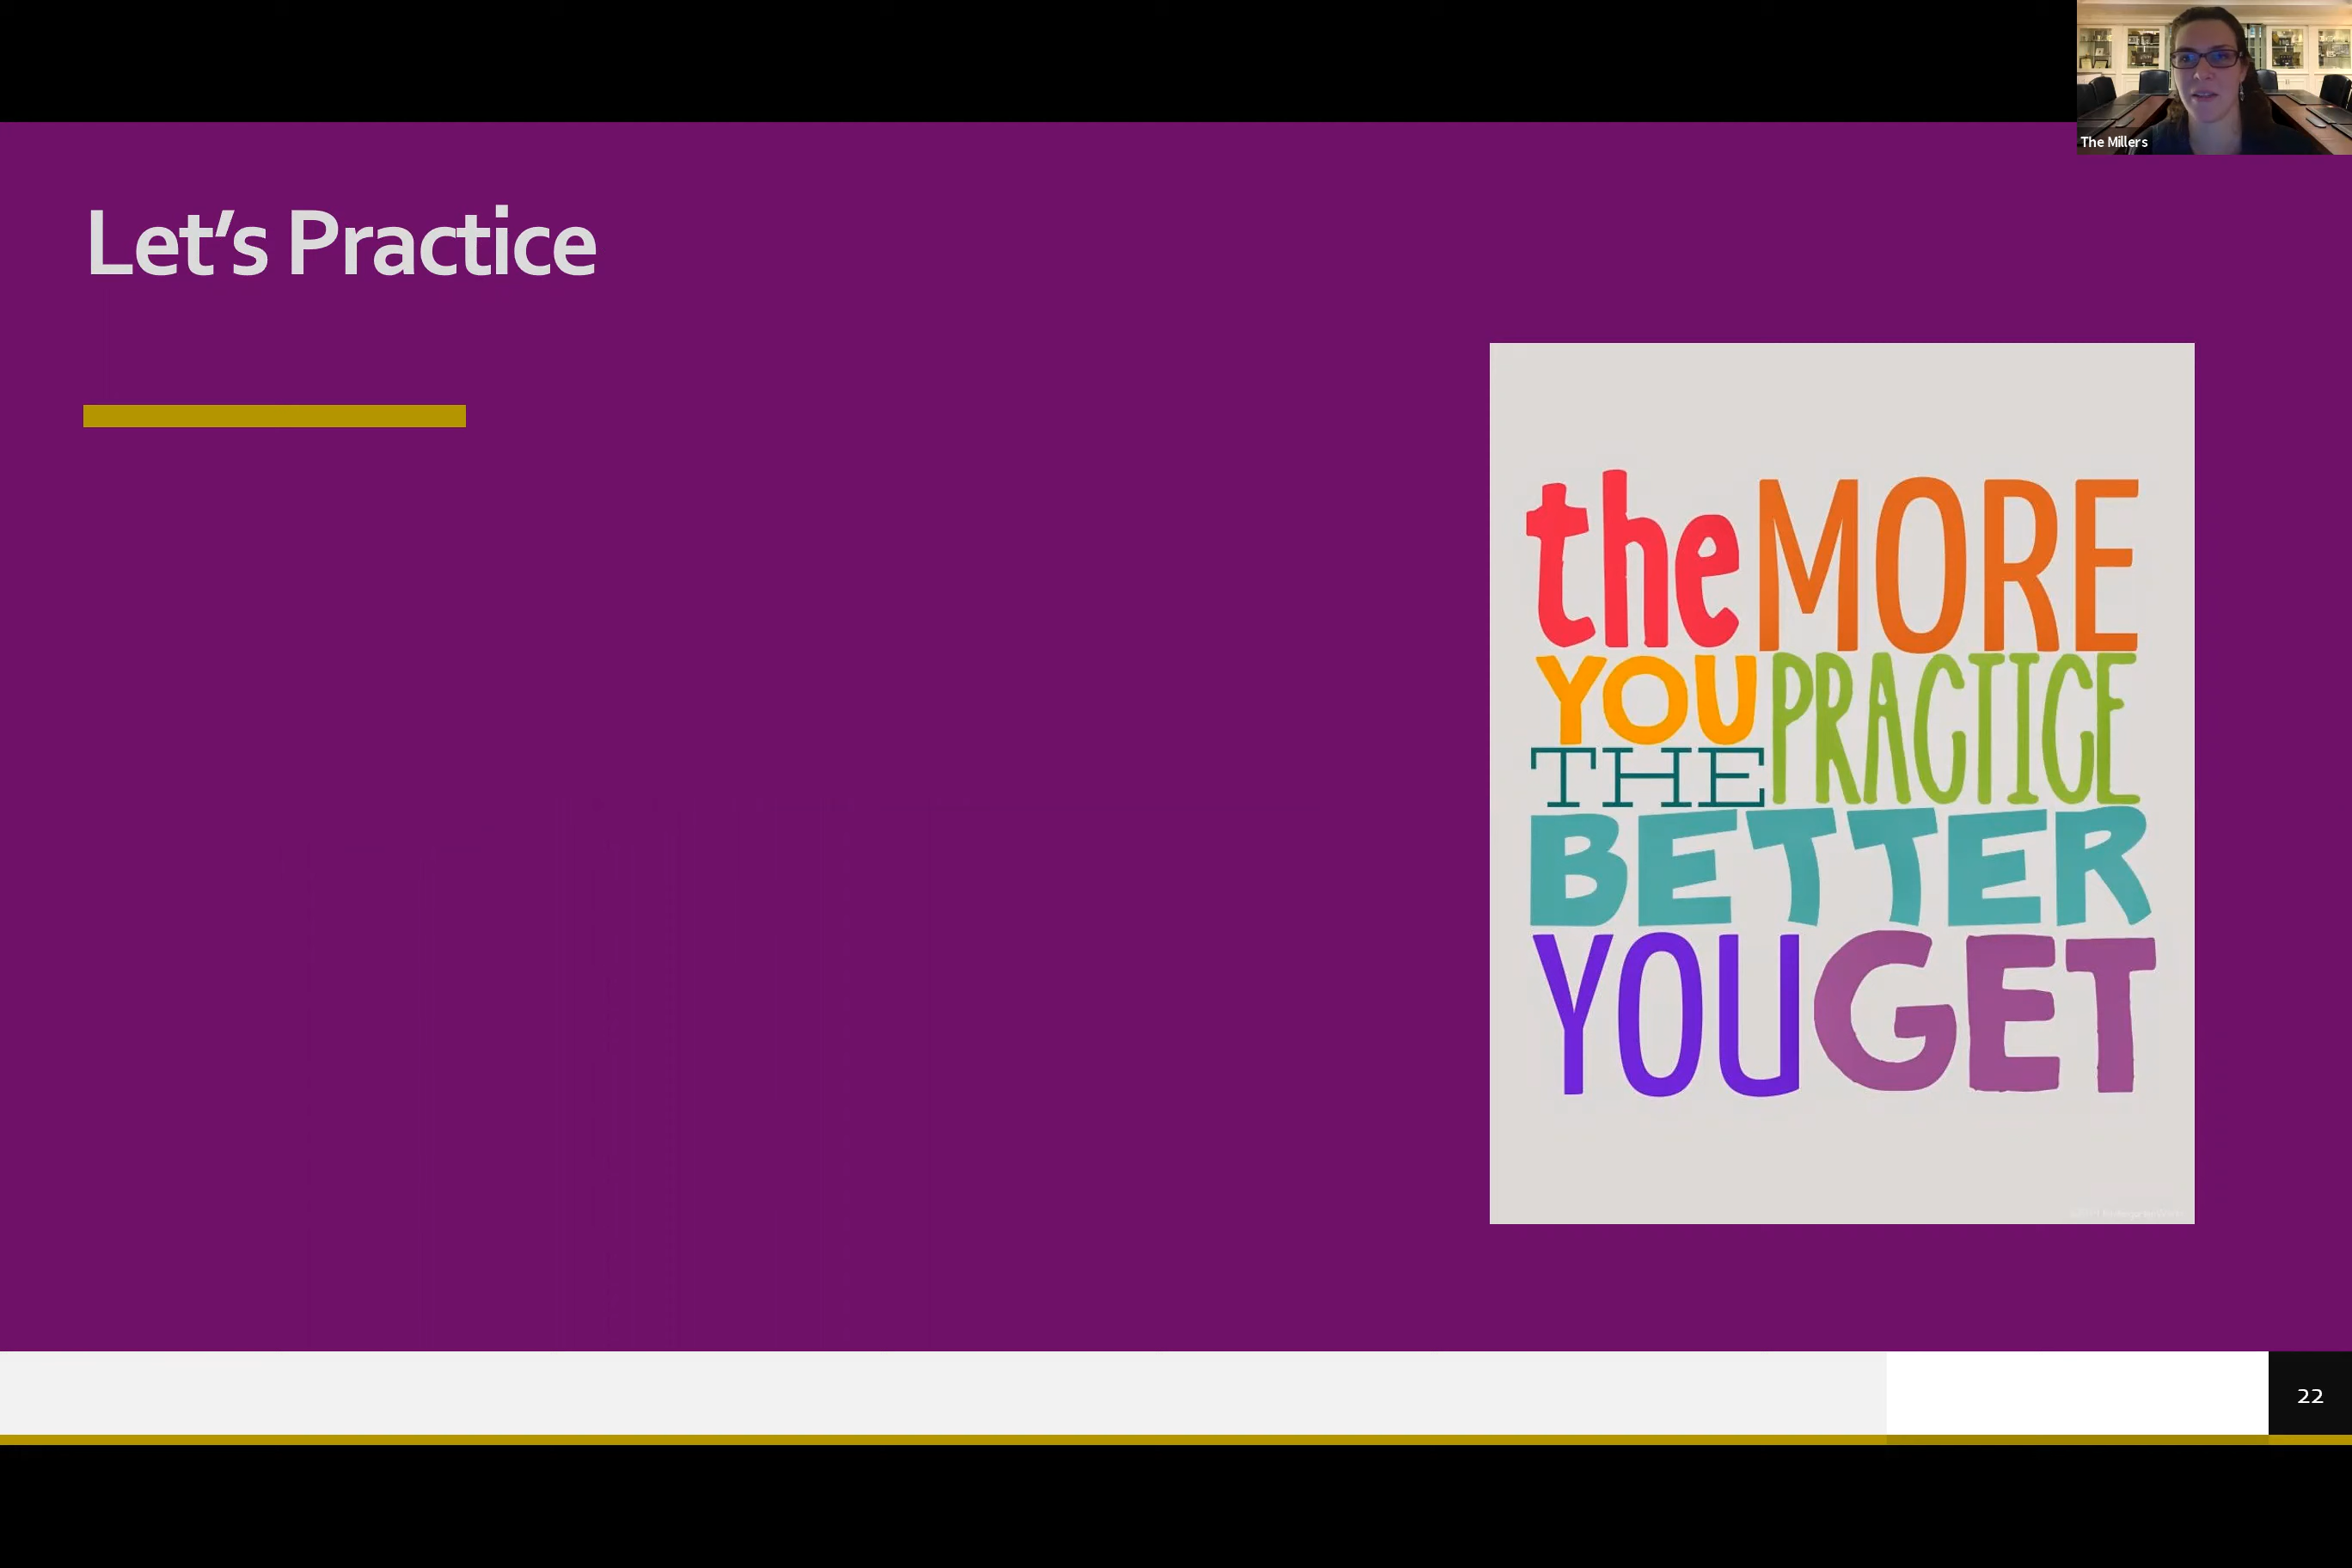 The Millers
Let's Practice
the MORE
YOU PRACTICE
THE
BETTER
YOU GET
22